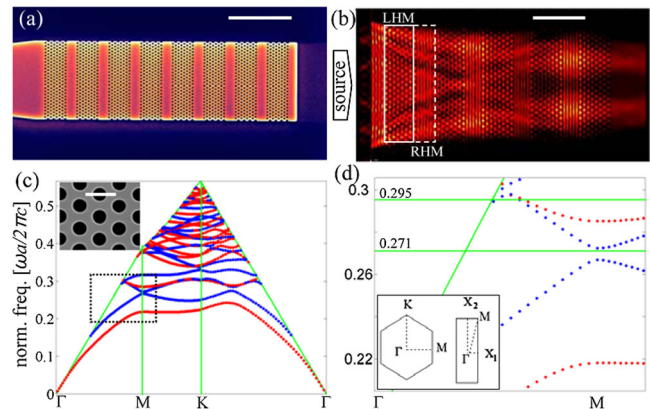 (a)
(b)
LHM
source
RHM
(c)
(d)
norm. freq. [ωa/2πc]
0.5
0.4
0.3
0.2
0.1
0
Γ
M
K
Γ
0.3
0.295
0.271
0.26
0.22
K
Γ
M
X₂
M
Γ
X₁
Γ
M